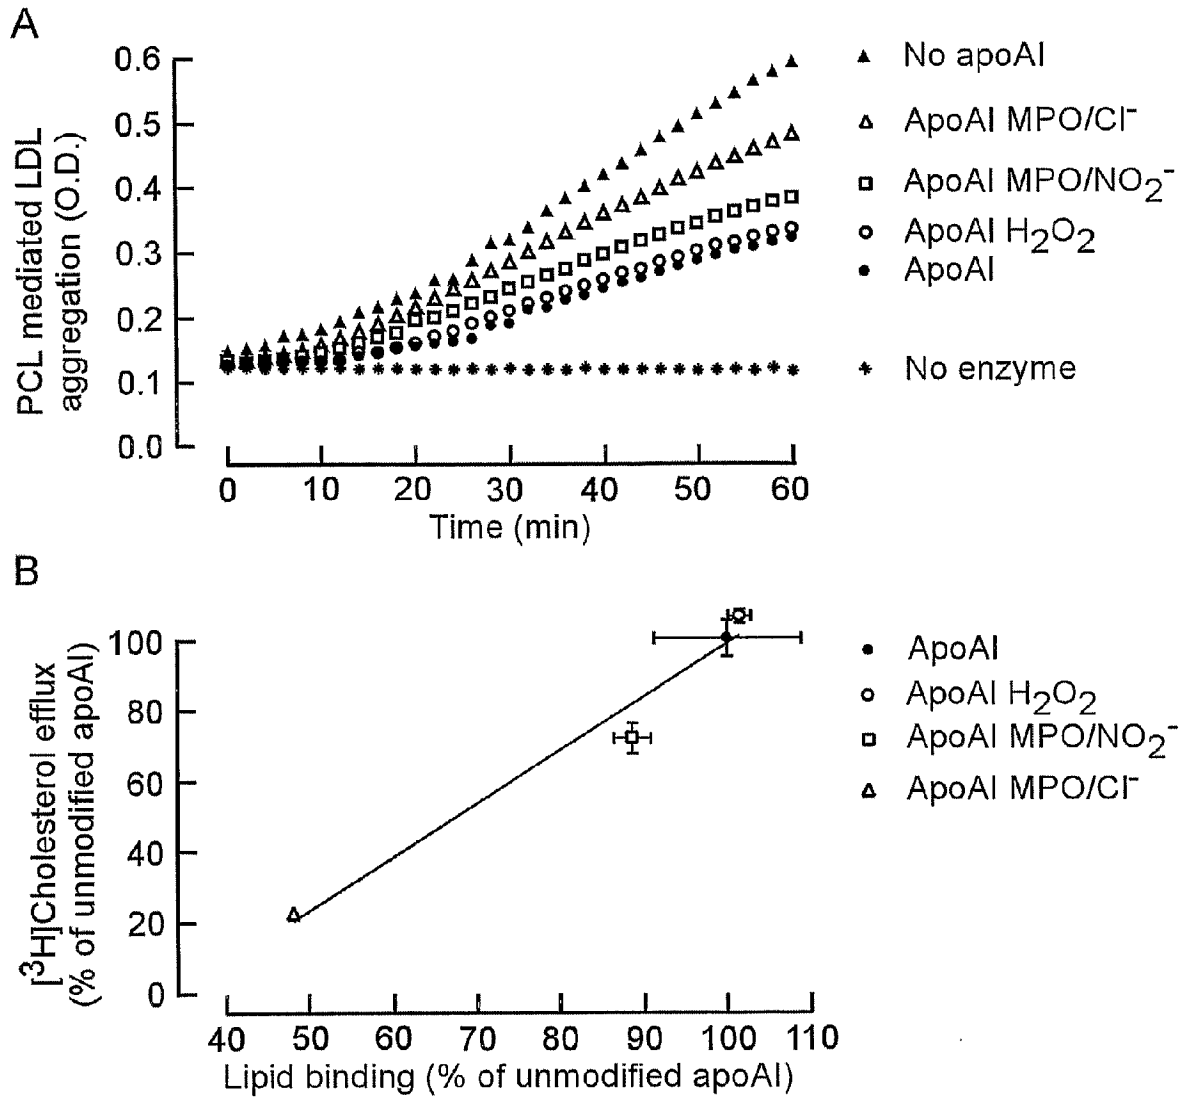 A
PCL mediated LDL
aggregation (O.D.)
0.6
0.5
0.4
0.3
0.2
0.1
0.0
0 10 20 30 40 50 60
Time (min)
No apoAI
ApoAI MPO/Cl⁻
ApoAI MPO/NO₂⁻
ApoAI H₂O₂
ApoAI
No enzyme
B
[³H]Cholesterol efflux
(% of unmodified apoAI)
100
80
60
40
20
0
40 50 60 70 80 90 100 110
Lipid binding (% of unmodified apoAI)
ApoAI
ApoAI H₂O₂
ApoAI MPO/NO₂⁻
ApoAI MPO/Cl⁻